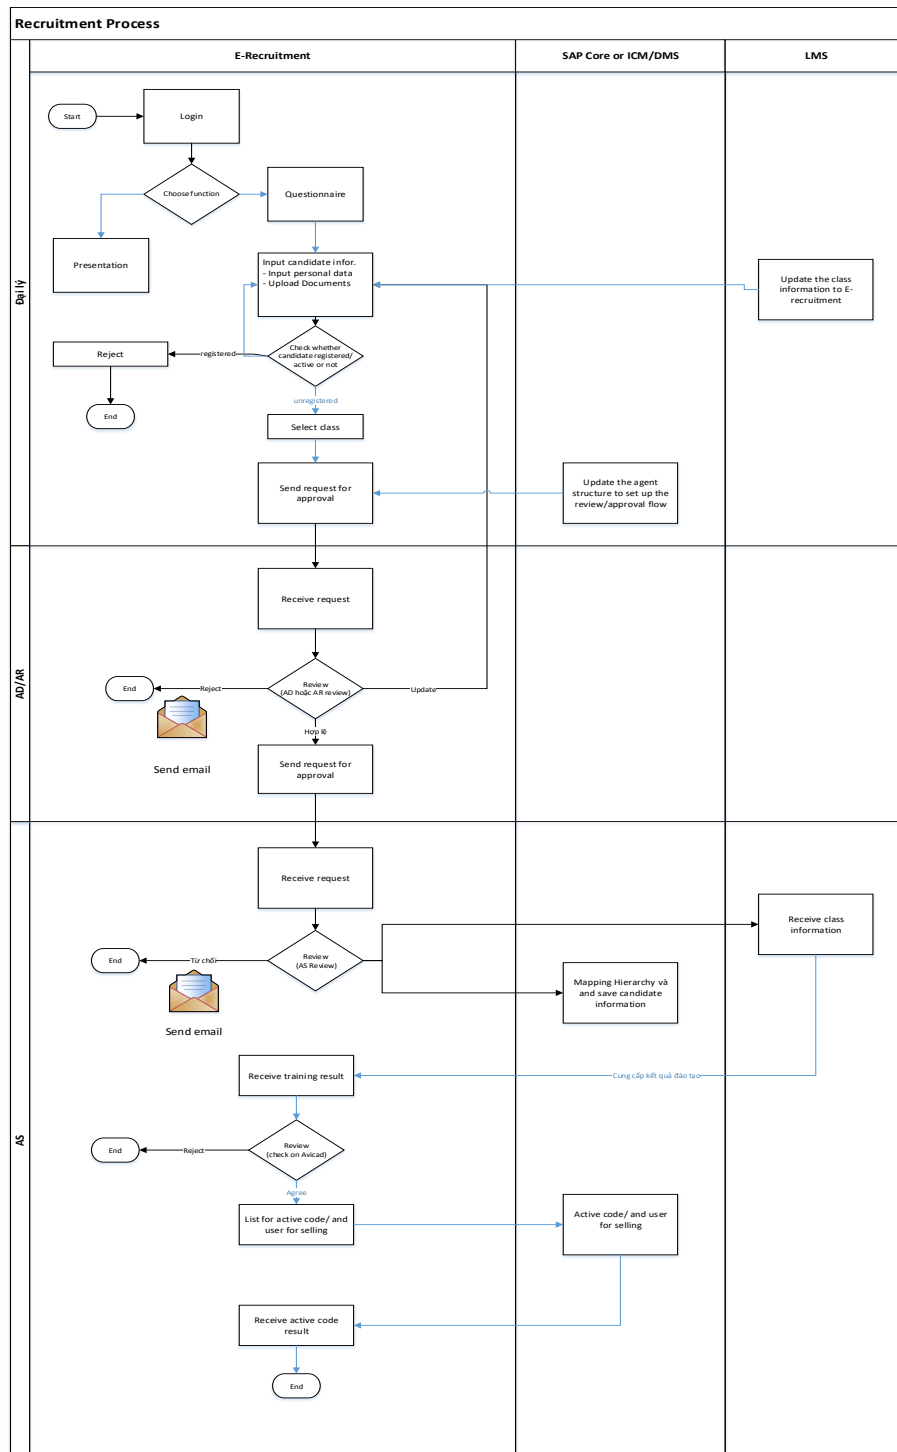 Recruitment Process
E-Recruitment
SAP Core or ICM/DMS
LMS
Đại lý
Start
Login
Choose function
Questionnaire
Presentation
Input candidate infor.
- Input personal data
- Upload Documents
Update the class
information to E-
recruitment
Check whether
candidate registered/
active or not
registered
Reject
End
unregistered
Select class
Send request for
approval
Update the agent
structure to set up the
review/approval flow
AD/AR
Receive request
Review
(AD hoặc AR review)
Reject
End
Update
Send email
Hợp lệ
Send request for
approval
AS
Receive request
Receive class
information
Review
(AS Review)
Từ chối
End
Send email
Mapping Hierarchy và
and save candidate
information
Receive training result
Cung cấp kết quả đào tạo
Review
(check on Avicad)
Reject
End
Agree
List for active code/ and
user for selling
Active code/ and user
for selling
Receive active code
result
End